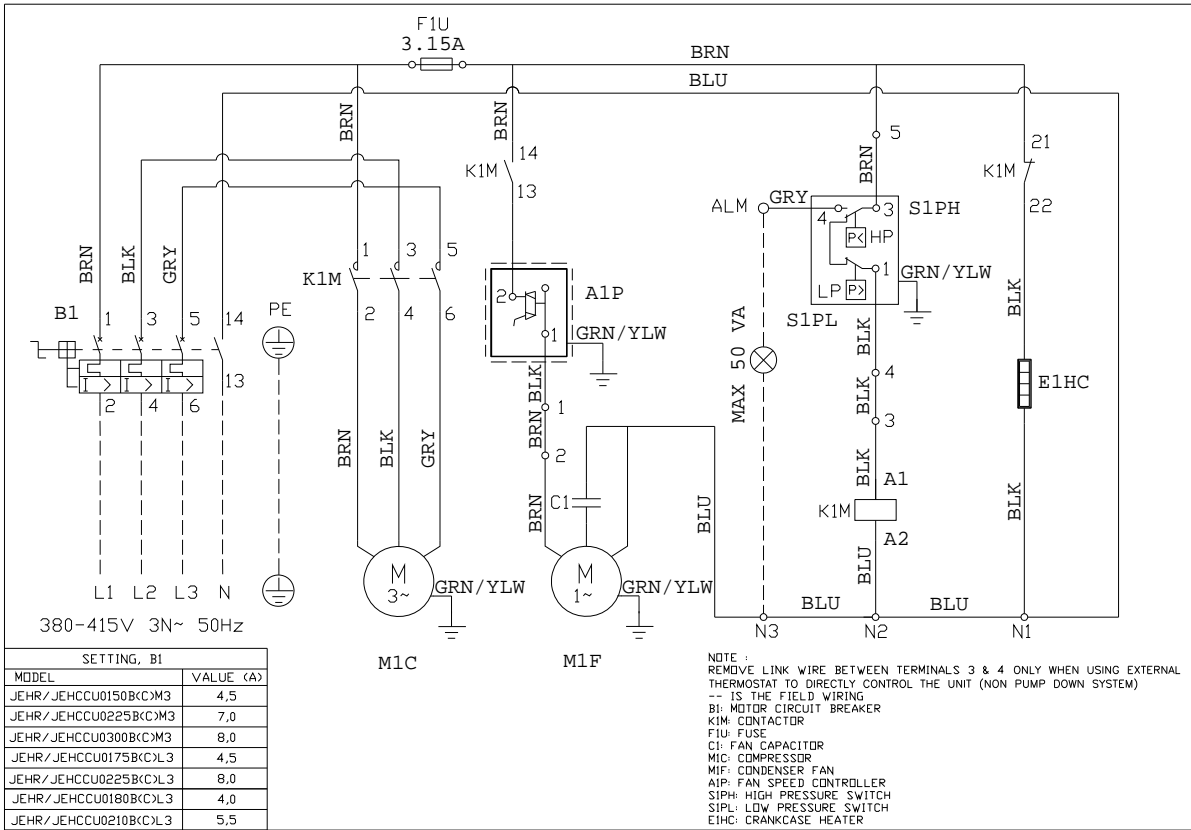 F1U
3.15A
BRN
BLU
BRN
BRN
14
K1M
13
5
BRN
21
K1M
22
ALM
GRY
4
3
S1PH
P<
HP
1
GRN/YLW
LP
P>
S1PL
BRN
BLK
GRY
1
3
5
K1M
2
4
6
B1
1
3
5
14
PE
I >
I >
I >
13
2
4
6
2
A1P
1
GRN/YLW
BLK
1
BRN
2
MAX 50 VA
BLK
4
BLK
3
BLK
A1
K1M
A2
BLU
BLK
E1HC
BLK
BRN
BLK
GRY
BRN
C1
BLU
M
3~
GRN/YLW
M
1~
GRN/YLW
BLU
BLU
N3
N2
N1
L1
L2
L3
N
380-415V 3N~ 50Hz
M1C
M1F
SETTING, B1
MODEL VALUE (A)
JEHR/JEHCCU0150B(C)M3 4,5
JEHR/JEHCCU0225B(C)M3 7,0
JEHR/JEHCCU0300B(C)M3 8,0
JEHR/JEHCCU0175B(C)L3 4,5
JEHR/JEHCCU0225B(C)L3 8,0
JEHR/JEHCCU0180B(C)L3 4,0
JEHR/JEHCCU0210B(C)L3 5,5
NOTE :
REMOVE LINK WIRE BETWEEN TERMINALS 3 & 4 ONLY WHEN USING EXTERNAL
THERMOSTAT TO DIRECTLY CONTROL THE UNIT (NON PUMP DOWN SYSTEM)
-- IS THE FIELD WIRING
B1: MOTOR CIRCUIT BREAKER
K1M: CONTACTOR
F1U: FUSE
C1: FAN CAPACITOR
M1C: COMPRESSOR
M1F: CONDENSER FAN
A1P: FAN SPEED CONTROLLER
S1PH: HIGH PRESSURE SWITCH
S1PL: LOW PRESSURE SWITCH
E1HC: CRANKCASE HEATER